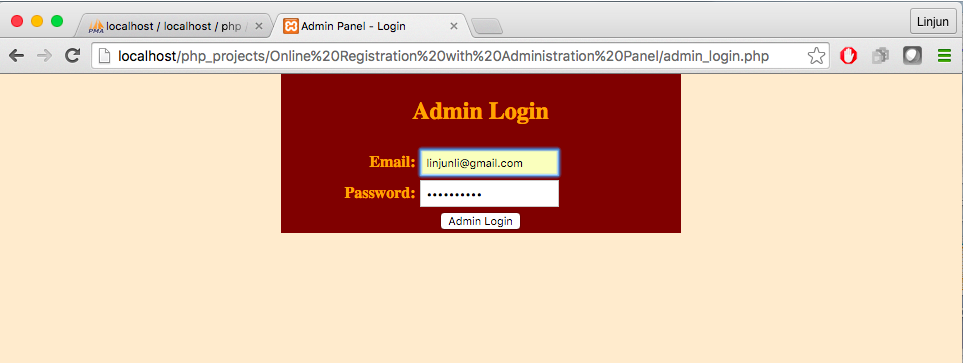 PMA localhost / localhost / php / Admin Panel - Login Linjun
localhost/php_projects/Online%20Registration%20with%20Administration%20Panel/admin_login.php
Admin Login
Email: linjunli@gmail.com
Password: ••••••••••
Admin Login